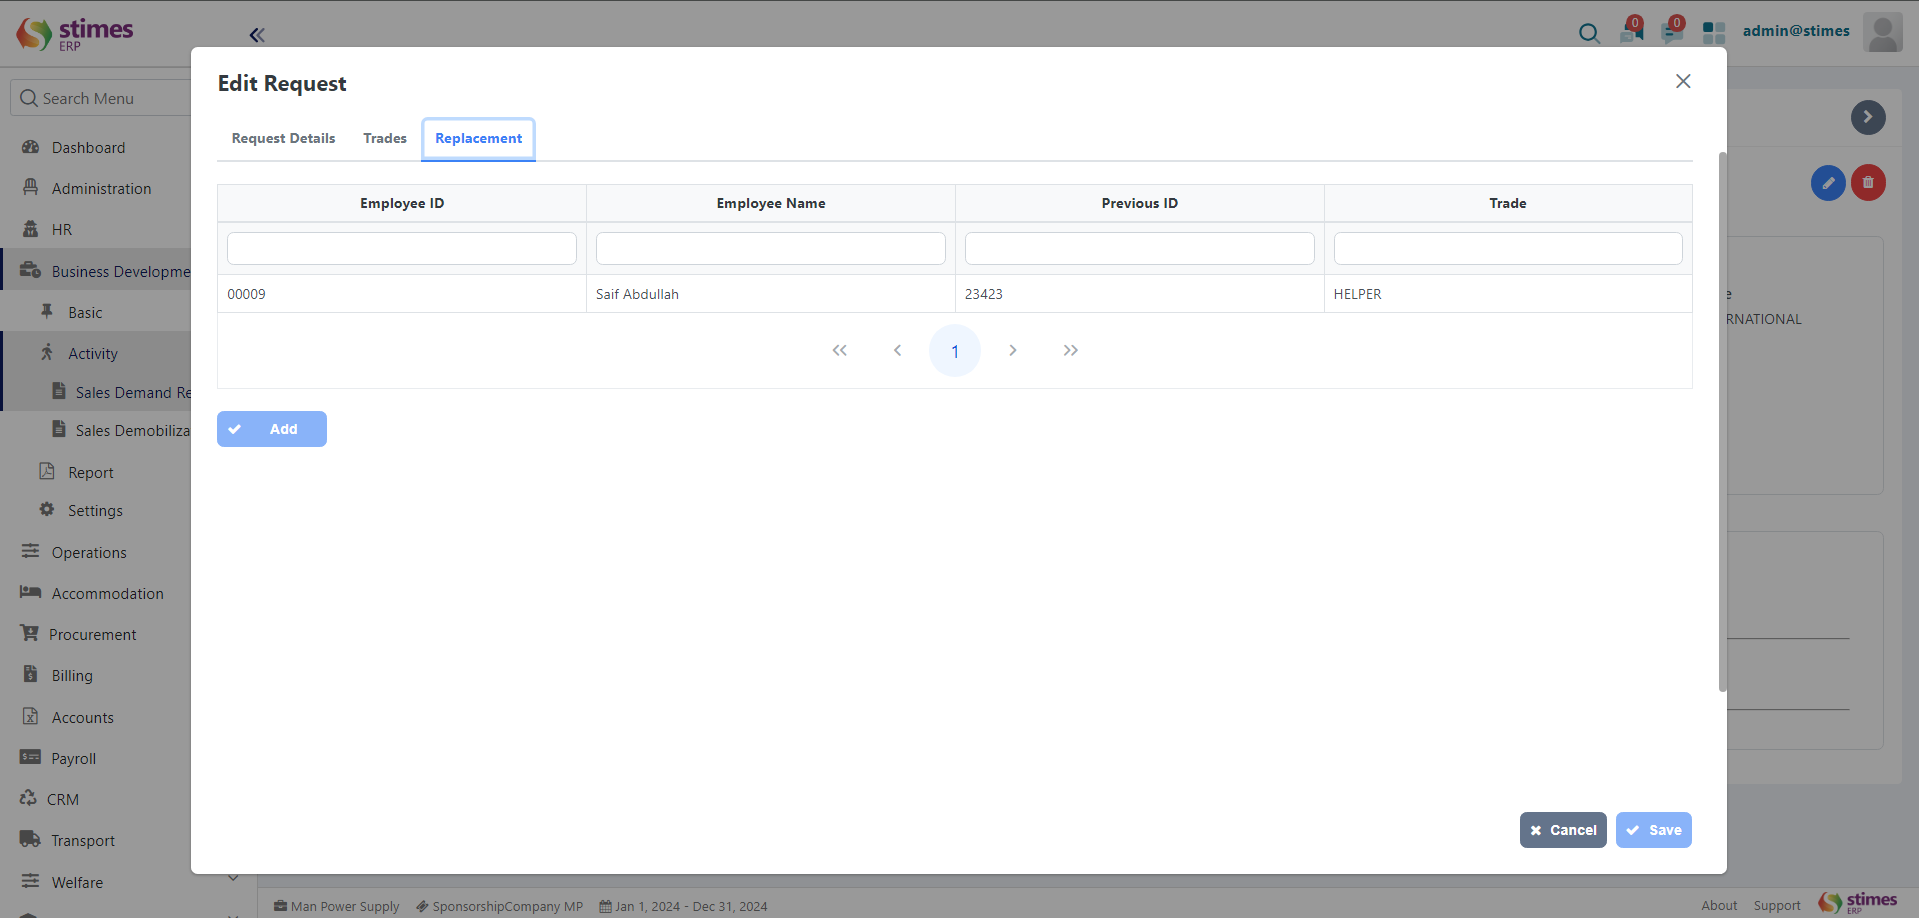 stimes
ERP
0
0
admin@stimes
Search Menu
Dashboard
Administration
HR
Business Developme
Basic
Activity
Sales Demand Re
Sales Demobiliza
Report
Settings
Operations
Accommodation
Procurement
Billing
Accounts
Payroll
CRM
Transport
Welfare
Edit Request
Request Details Trades Replacement
Employee ID Employee Name Previous ID Trade
00009 Saif Abdullah 23423 HELPER
1
Add
Cancel Save
e
RNATIONAL
Man Power Supply SponsorshipCompany MP Jan 1, 2024 - Dec 31, 2024
About Support stimes
ERP